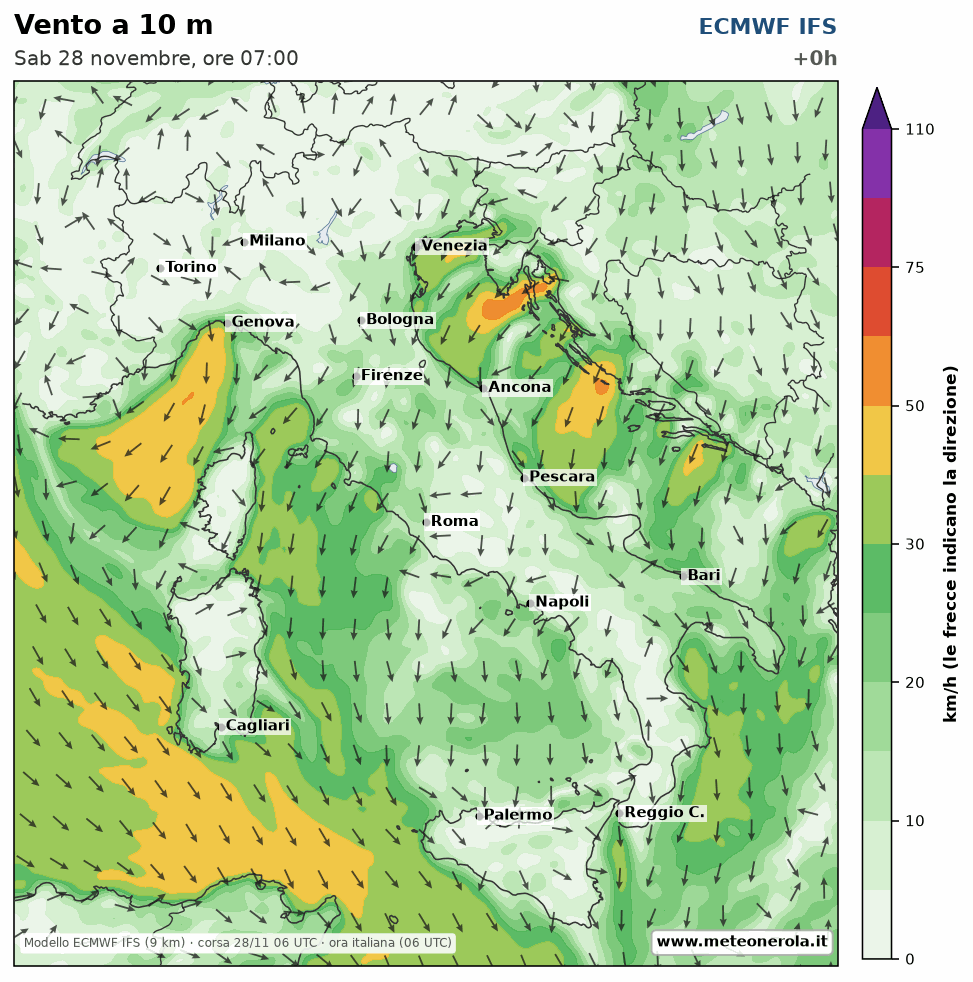 Vento a 10 m
ECMWF IFS
Sab 28 novembre, ore 07:00
+0h
110
75
50
30
20
10
0
km/h (le frecce indicano la direzione)
Venezia
Milano
Torino
Genova
Bologna
Firenze
Ancona
Pescara
Roma
Bari
Napoli
Cagliari
Palermo
Reggio C.
Modello ECMWF IFS (9 km) · corsa 28/11 06 UTC · ora italiana (06 UTC)
www.meteonerola.it